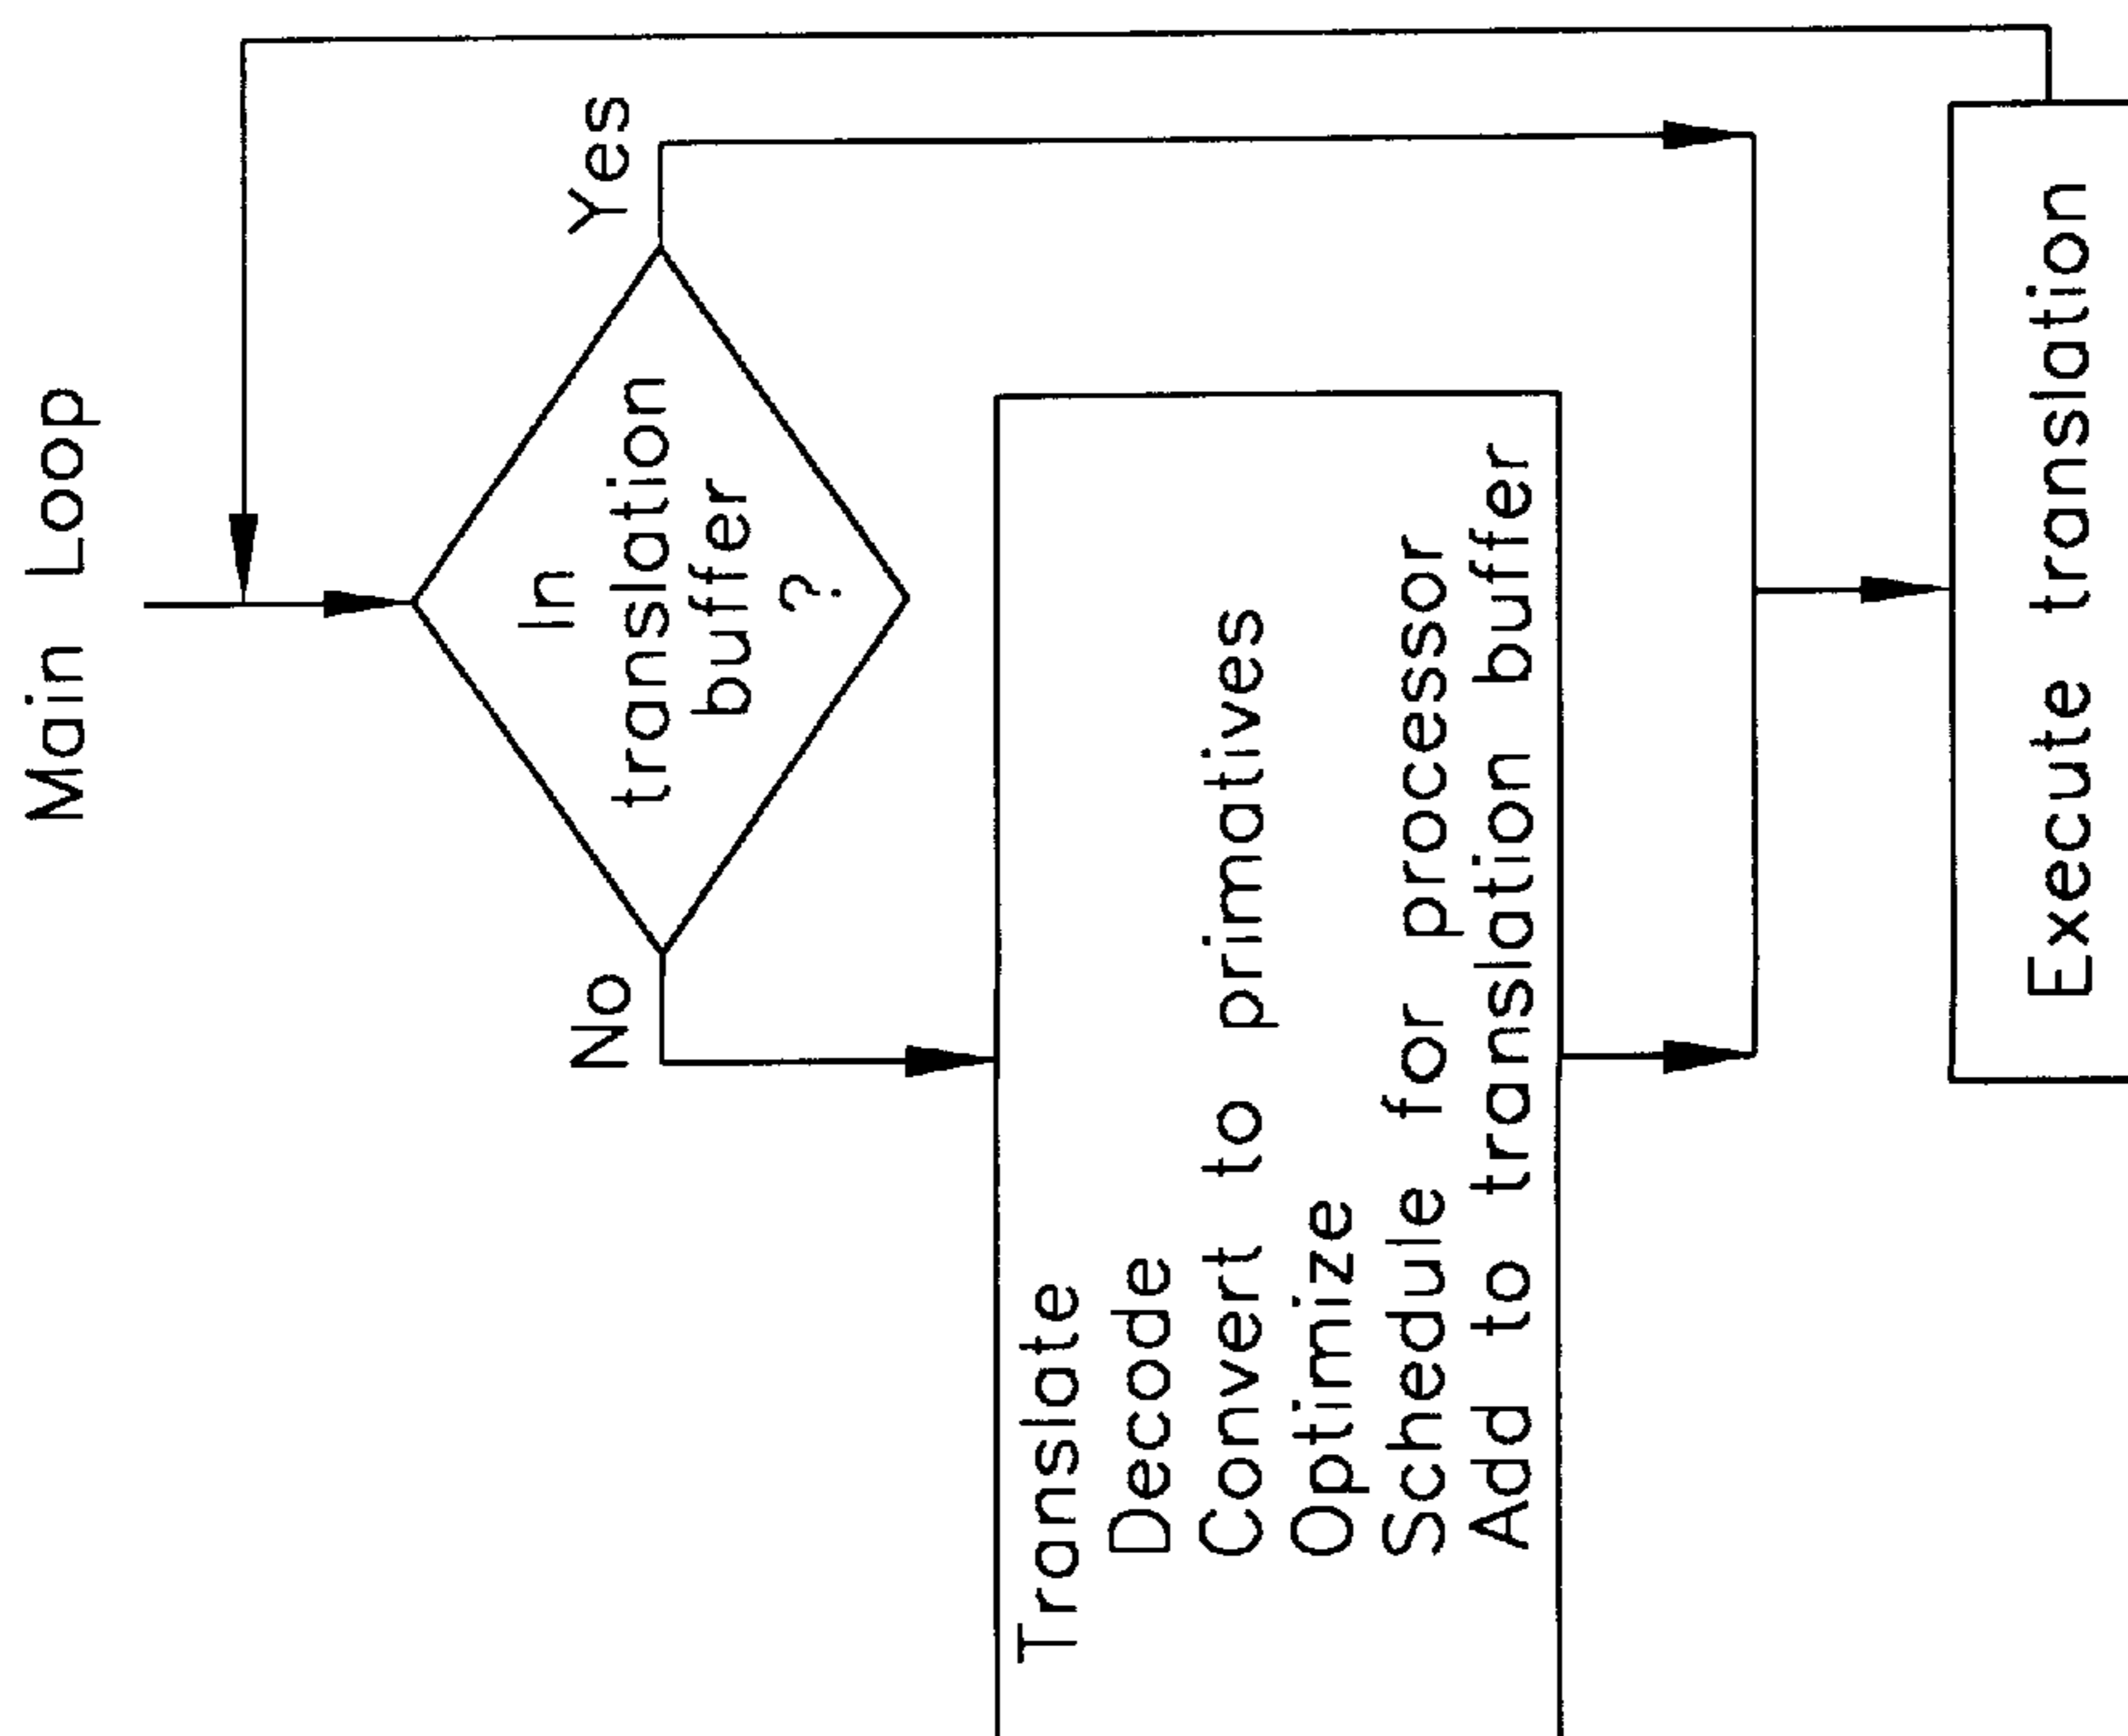 Main Loop
In
translation
buffer
?
No
Yes
Translate
Decode
Convert to primatives
Optimize
Schedule for processor
Add to translation buffer
Execute translation